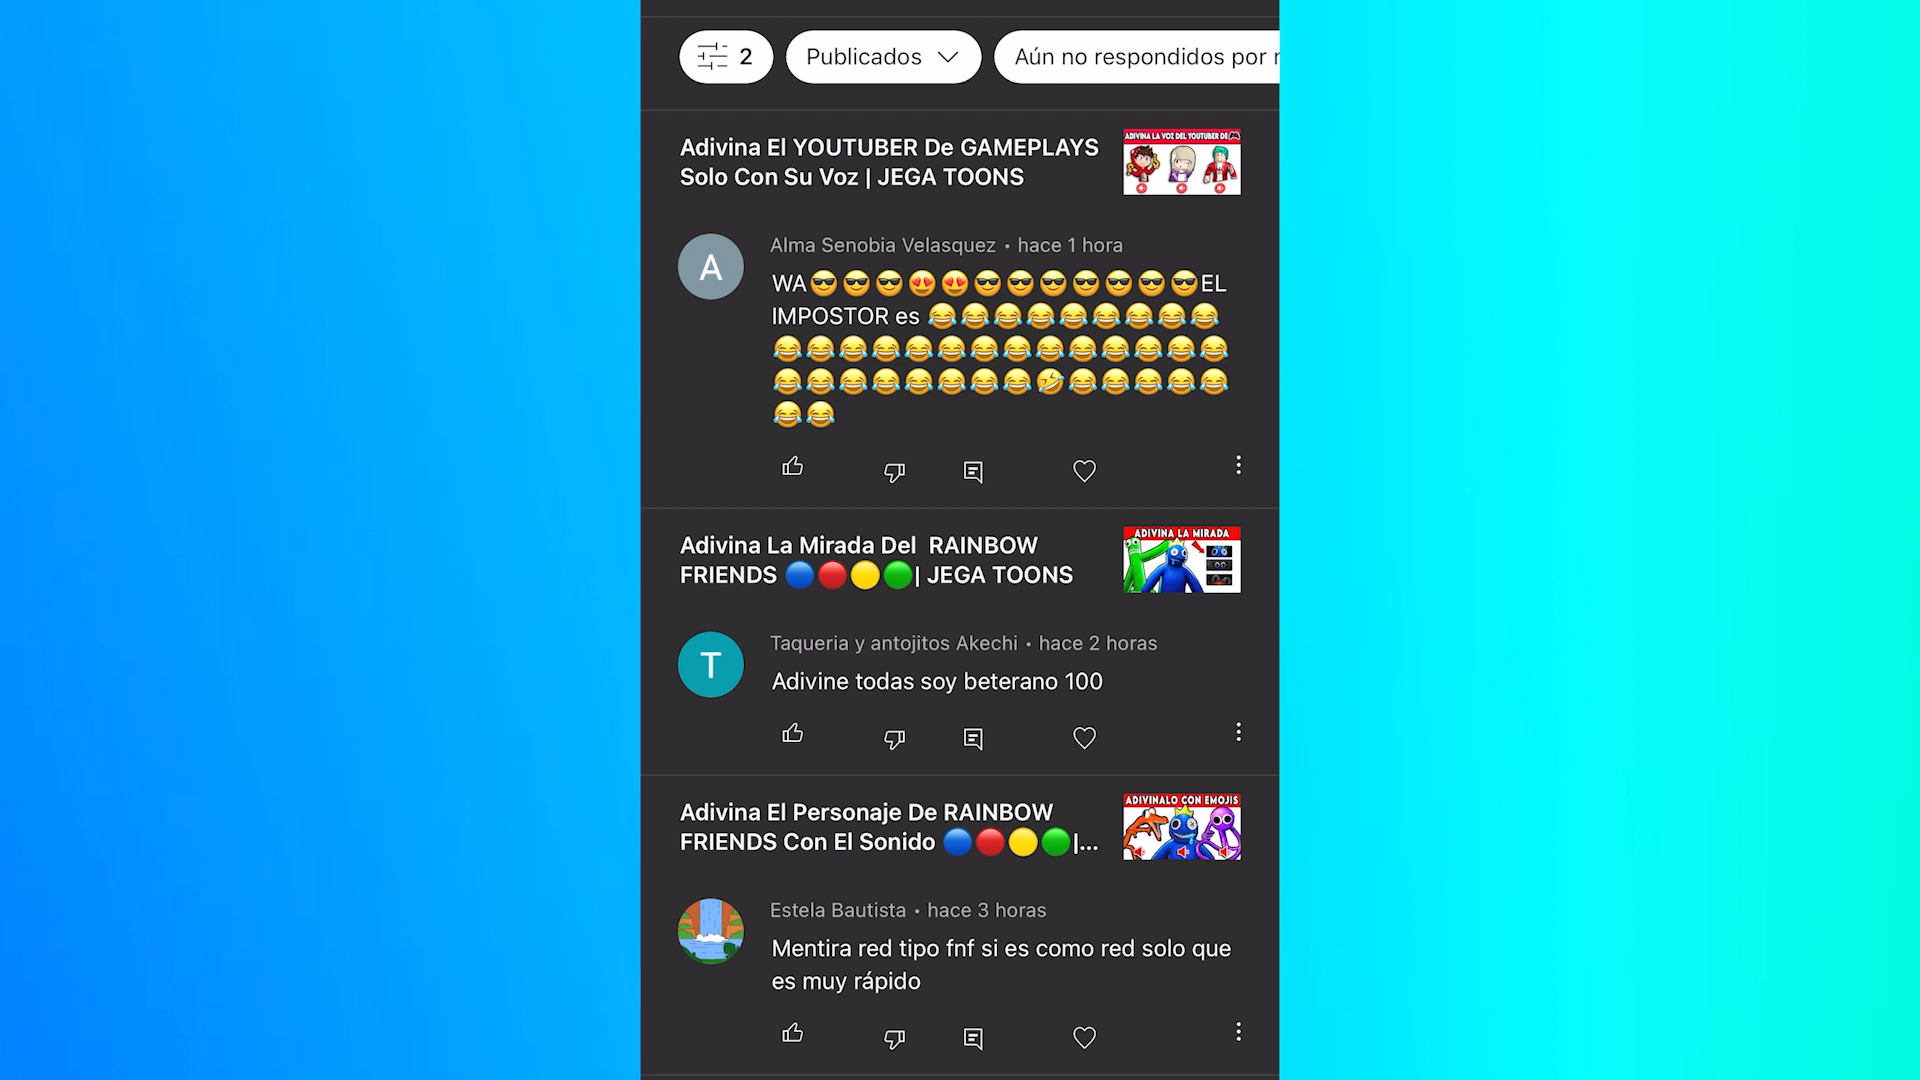 2 Publicados Aún no respondidos por
Adivina El YOUTUBER De GAMEPLAYS
Solo Con Su Voz | JEGA TOONS
ADIVINA LA VOZ DEL YOUTUBER DE
A
Alma Senobia Velasquez • hace 1 hora
WA😎😎😎😍😍😎😎😎😎😎😎😎EL
IMPOSTOR es 😂😂😂😂😂😂😂😂😂
😂😂😂😂😂😂😂😂😂😂😂😂😂😂
😂😂😂😂😂😂😂😂🤣😂😂😂😂😂
😂😂
Adivina La Mirada Del RAINBOW
FRIENDS 🔵🔴🟡🟢| JEGA TOONS
ADIVINA LA MIRADA
T
Taqueria y antojitos Akechi • hace 2 horas
Adivine todas soy beterano 100
Adivina El Personaje De RAINBOW
FRIENDS Con El Sonido 🔵🔴🟡🟢|...
ADIVINALO CON EMOJIS
Estela Bautista • hace 3 horas
Mentira red tipo fnf si es como red solo que
es muy rápido